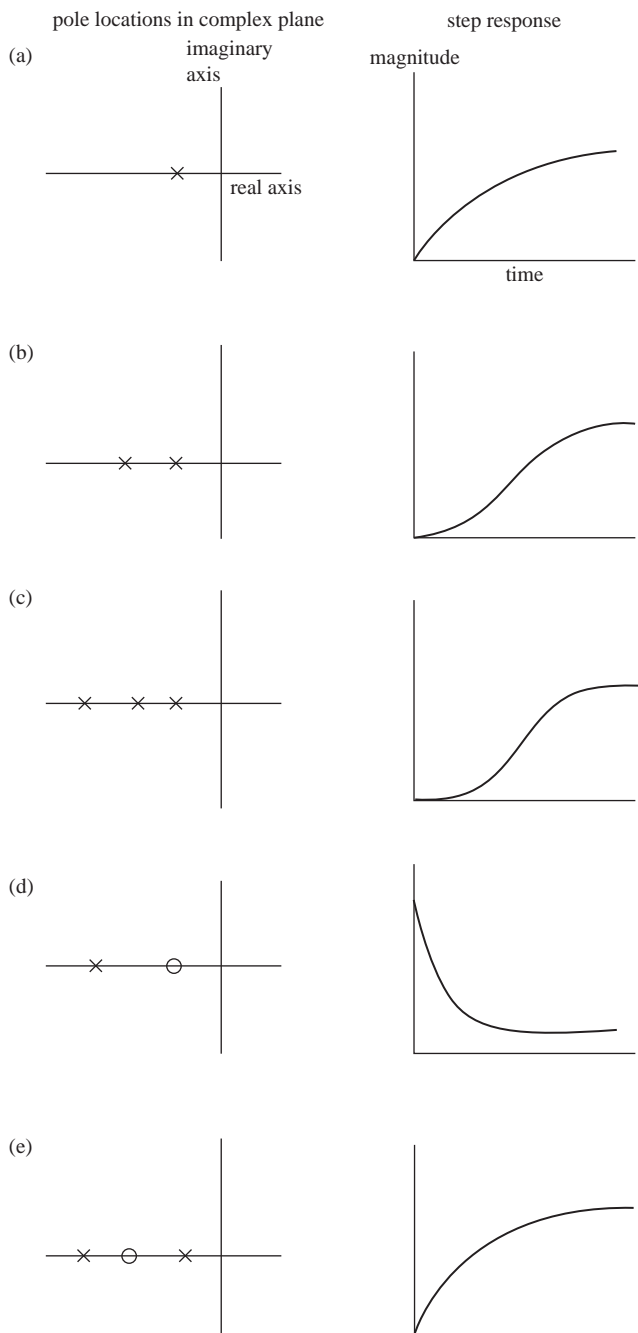 pole locations in complex plane
step response
(a)
imaginary
axis
magnitude
real axis
time
(b)
(c)
(d)
(e)